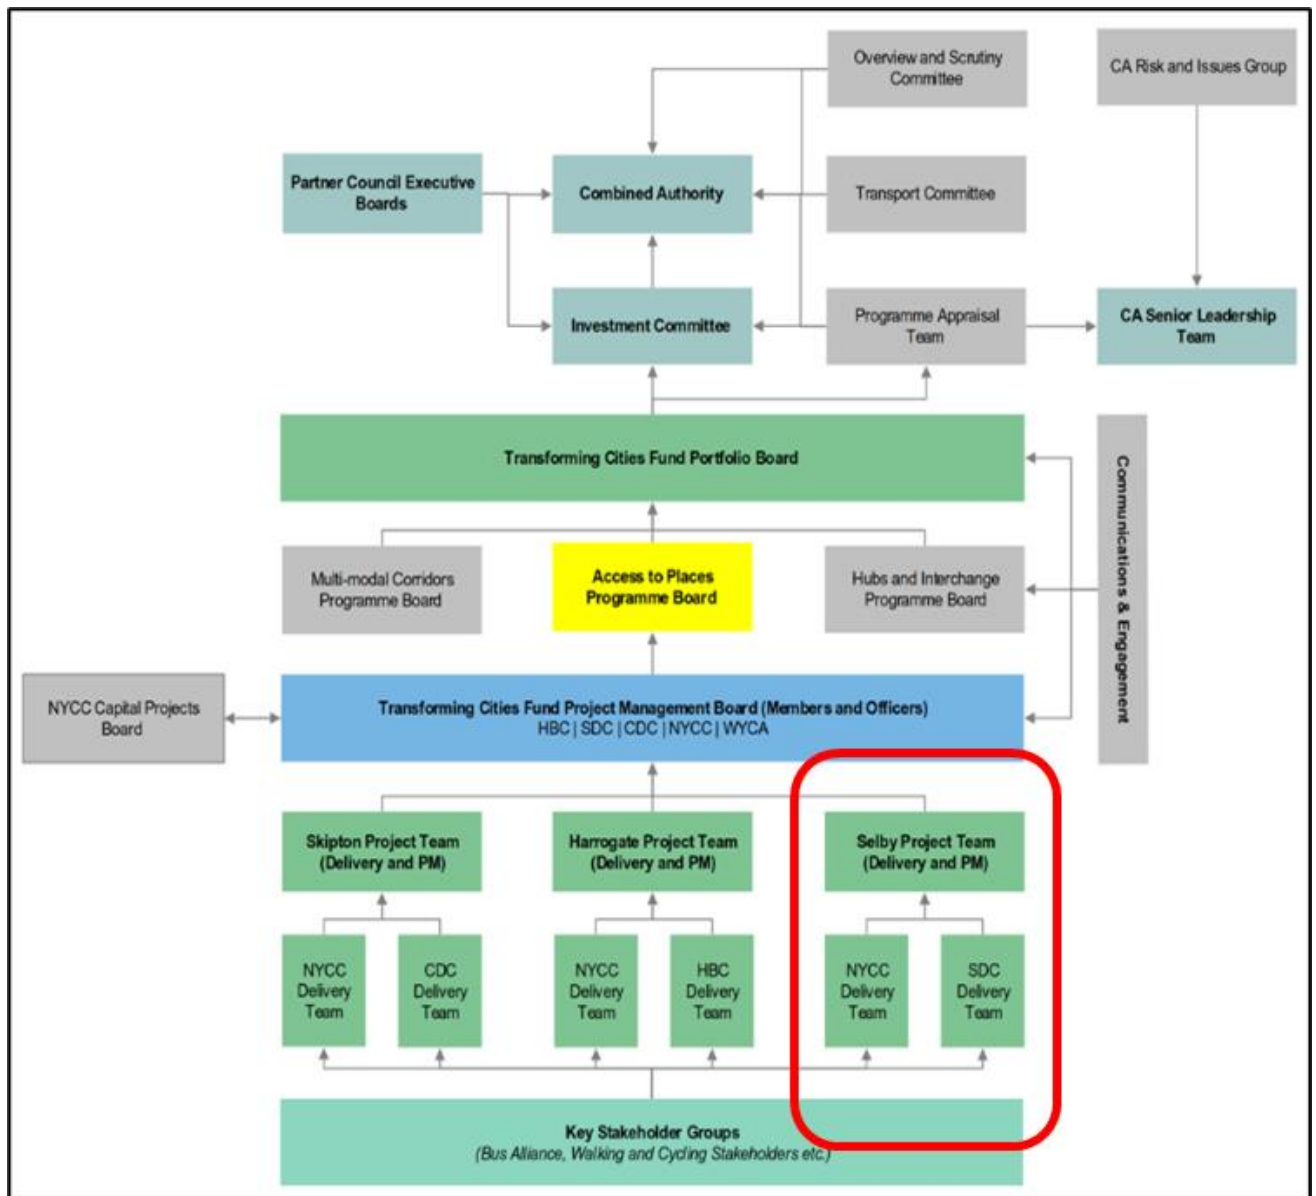 Overview and Scrutiny
Committee
CA Risk and Issues Group
Partner Council Executive
Boards
Combined Authority
Transport Committee
Investment Committee
Programme Appraisal
Team
CA Senior Leadership
Team
Transforming Cities Fund Portfolio Board
Communications & Engagement
Multi-modal Corridors
Programme Board
Access to Places
Programme Board
Hubs and Interchange
Programme Board
NYCC Capital Projects
Board
Transforming Cities Fund Project Management Board (Members and Officers)
HBC | SDC | CDC | NYCC | WYCA
Skipton Project Team
(Delivery and PM)
Harrogate Project Team
(Delivery and PM)
Selby Project Team
(Delivery and PM)
NYCC
Delivery
Team
CDC
Delivery
Team
NYCC
Delivery
Team
HBC
Delivery
Team
NYCC
Delivery
Team
SDC
Delivery
Team
Key Stakeholder Groups
(Bus Alliance, Walking and Cycling Stakeholders etc.)